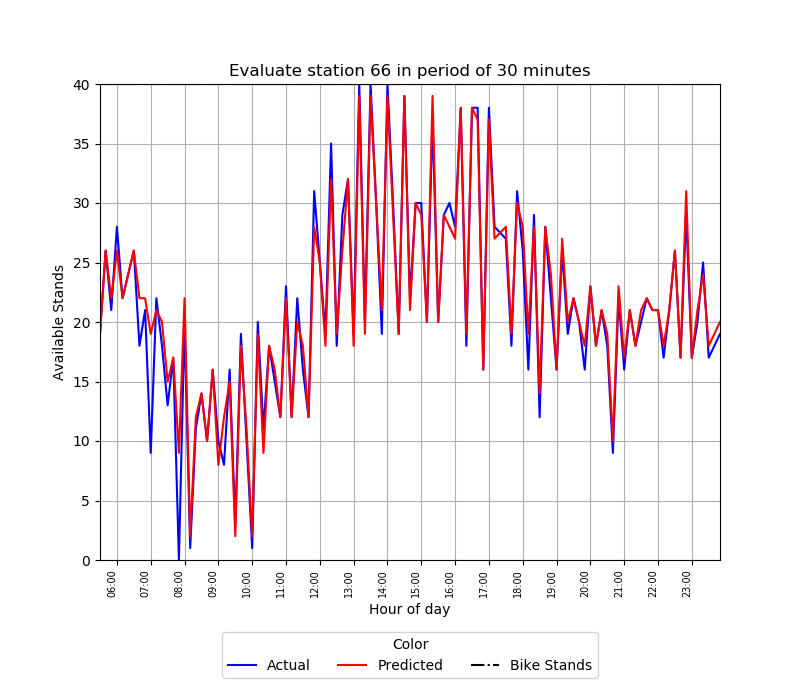 Evaluate station 66 in period of 30 minutes
40
35
30
25
20
15
10
5
0
Available Stands
06:00 07:00 08:00 09:00 10:00 11:00 12:00 13:00 14:00 15:00 16:00 17:00 18:00 19:00 20:00 21:00 22:00 23:00
Hour of day
Color
Actual Predicted Bike Stands